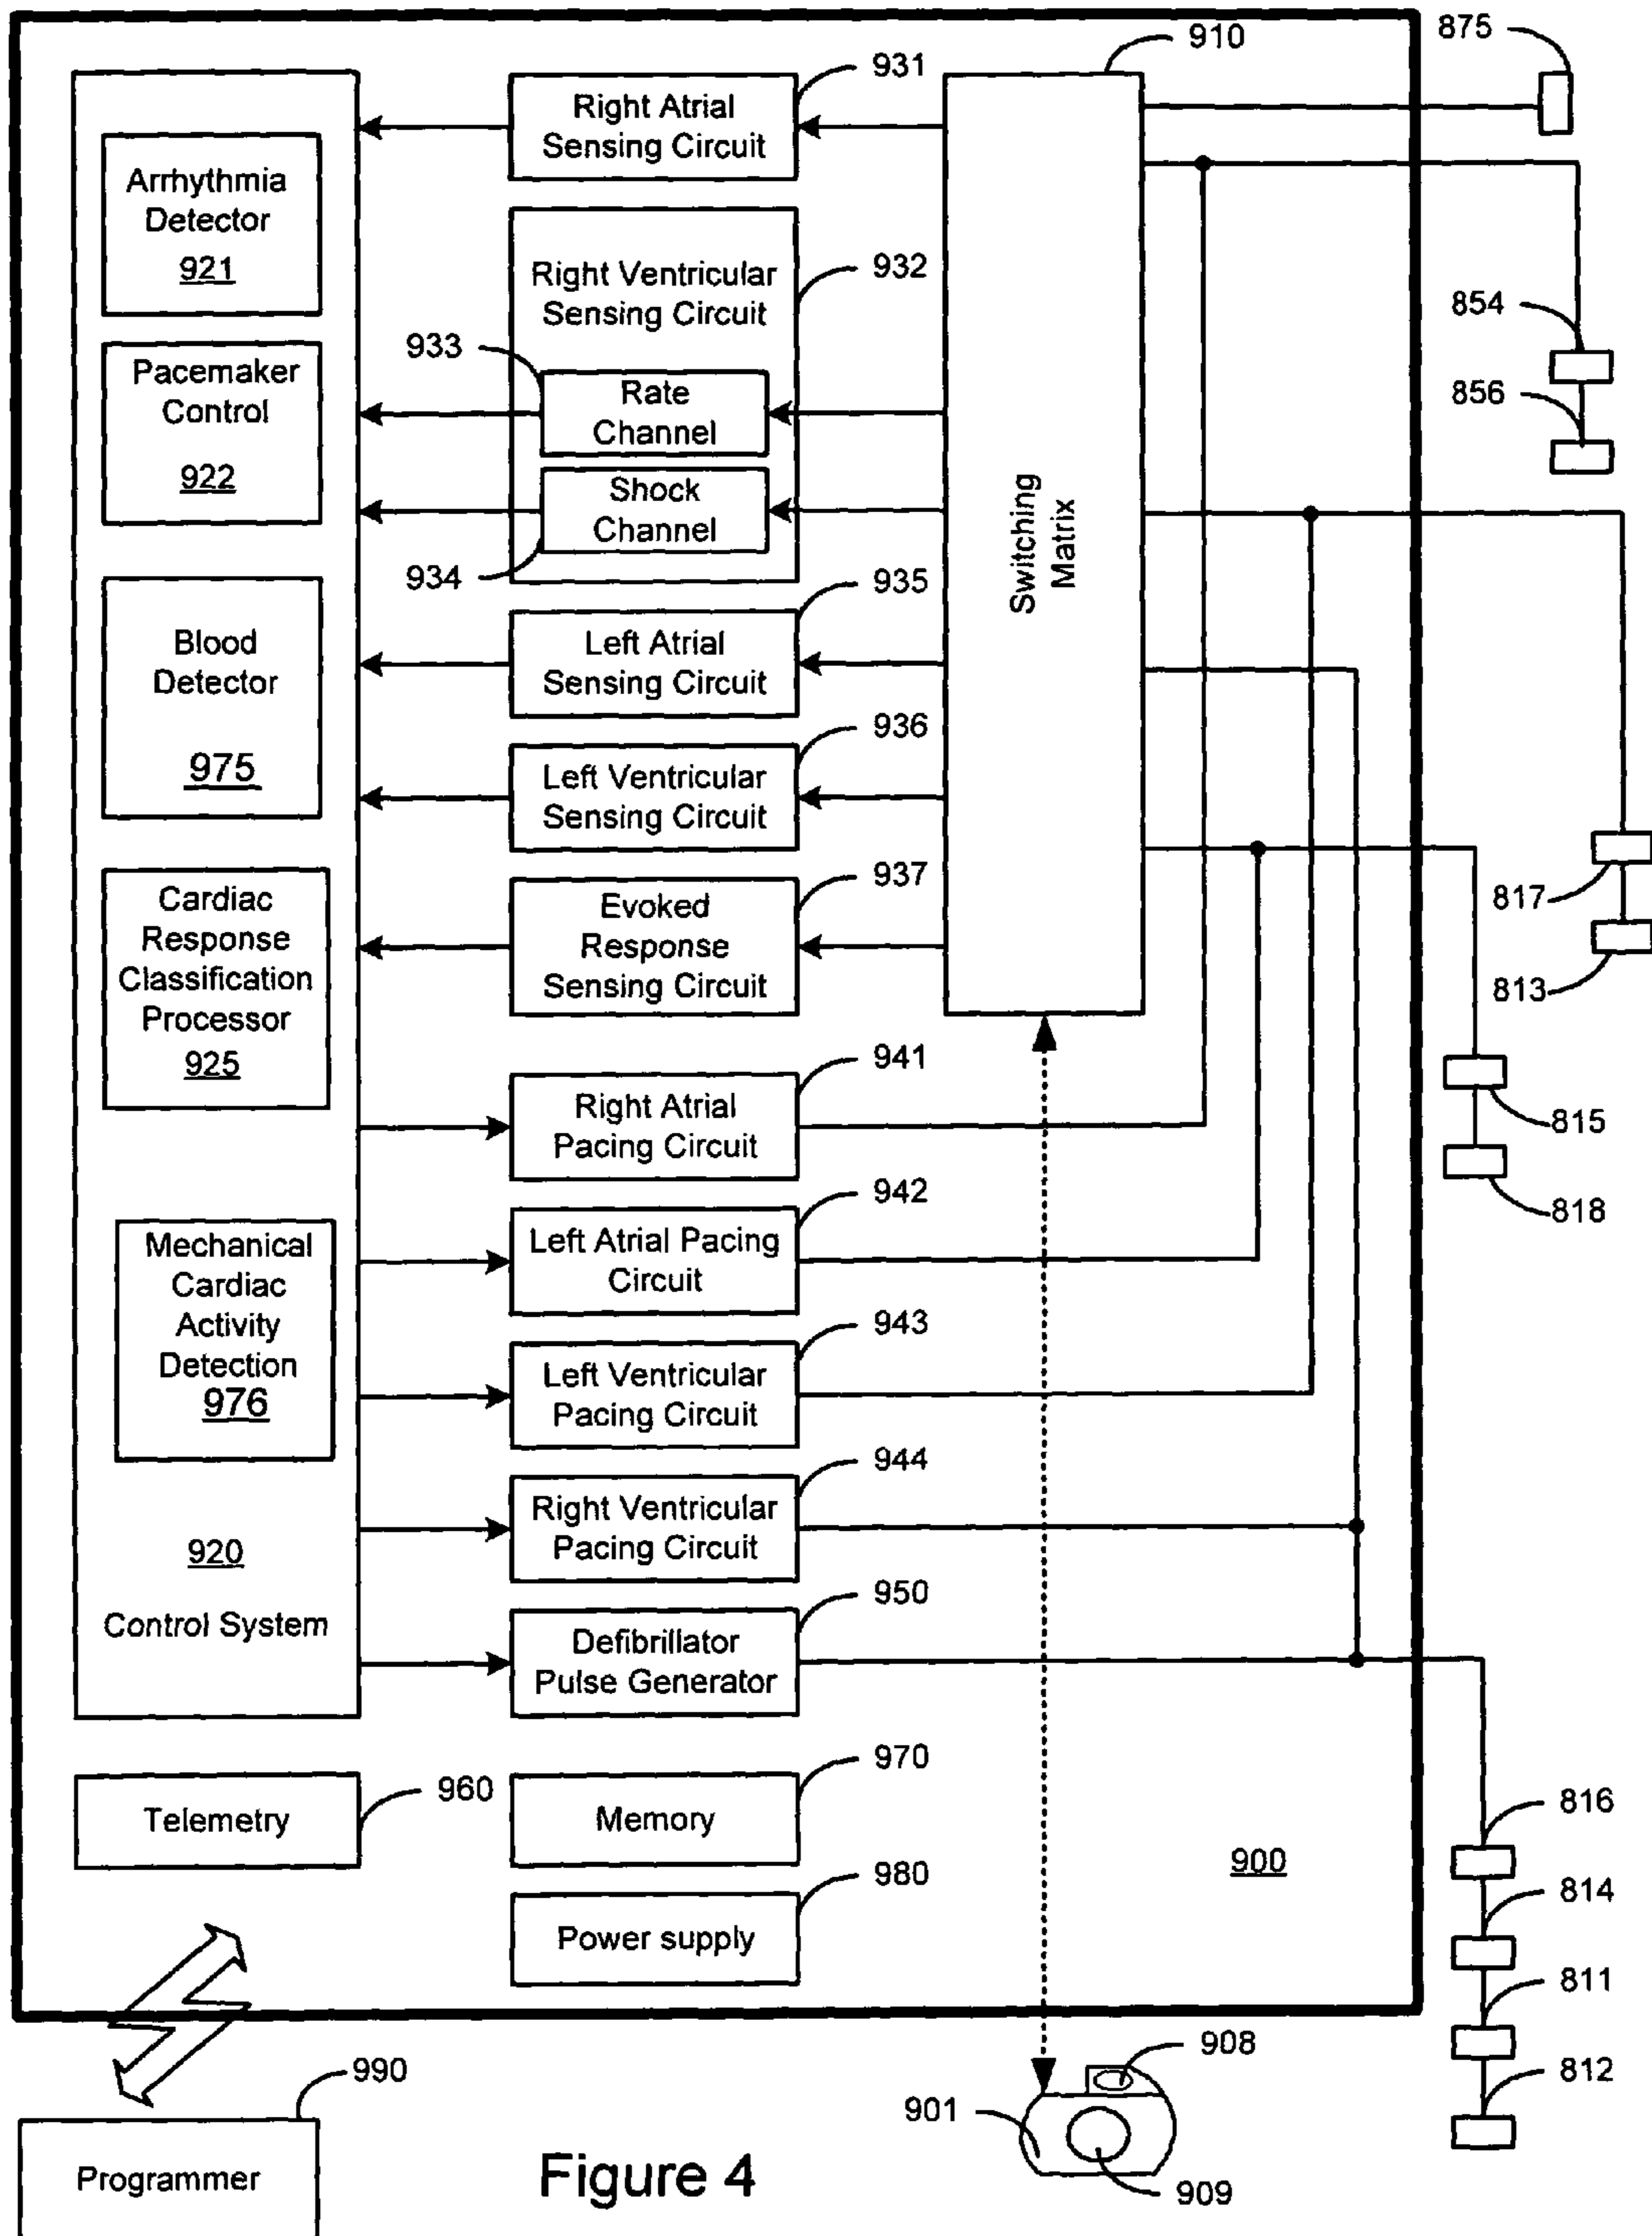 910
875
931
Right Atrial
Sensing Circuit
Arrhythmia
Detector
921
Right Ventricular
Sensing Circuit
932
854
933
Pacemaker
Control
922
Rate
Channel
856
Shock
Channel
934
Switching
Matrix
935
Blood
Detector
975
Left Atrial
Sensing Circuit
936
Left Ventricular
Sensing Circuit
937
817
813
Cardiac
Response
Classification
Processor
925
Evoked
Response
Sensing Circuit
941
Right Atrial
Pacing Circuit
815
942
818
Mechanical
Cardiac
Activity
Detection
976
Left Atrial Pacing
Circuit
943
Left Ventricular
Pacing Circuit
944
Right Ventricular
Pacing Circuit
920
Control System
950
Defibrillator
Pulse Generator
970
Telemetry
960
Memory
816
900
980
814
Power supply
811
908
990
812
901
Programmer
Figure 4
909